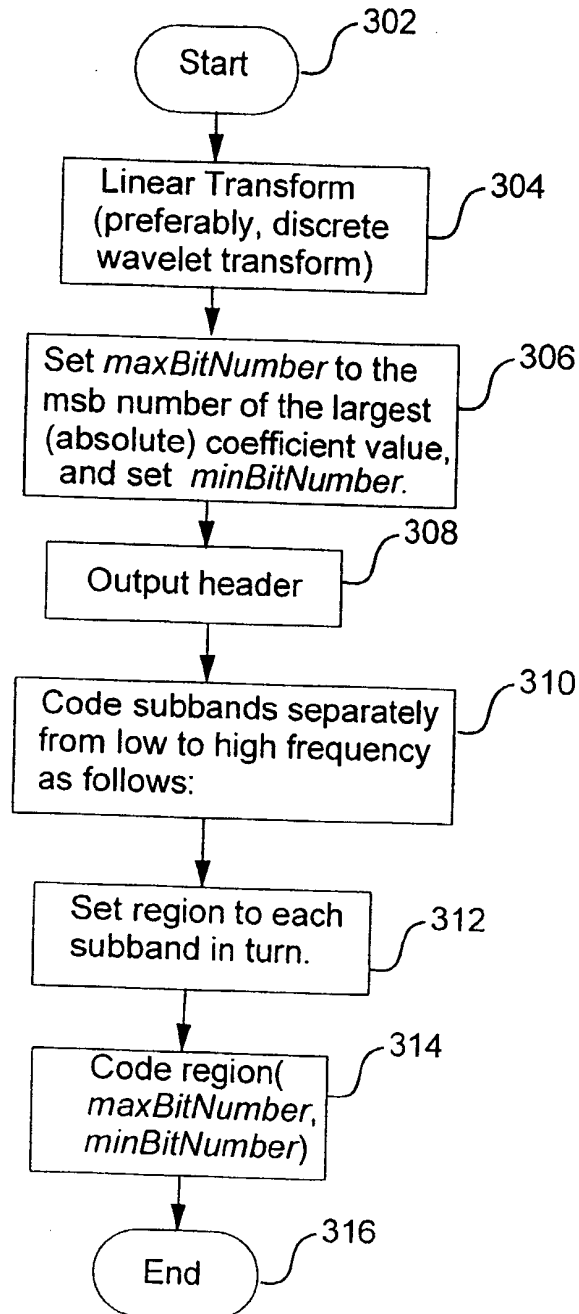 302
Start
Linear Transform
(preferably, discrete
wavelet transform)
304
Set maxBitNumber to the
msb number of the largest
(absolute) coefficient value,
and set minBitNumber.
306
308
Output header
310
Code subbands separately
from low to high frequency
as follows:
Set region to each
subband in turn.
312
314
Code region(
maxBitNumber,
minBitNumber)
316
End